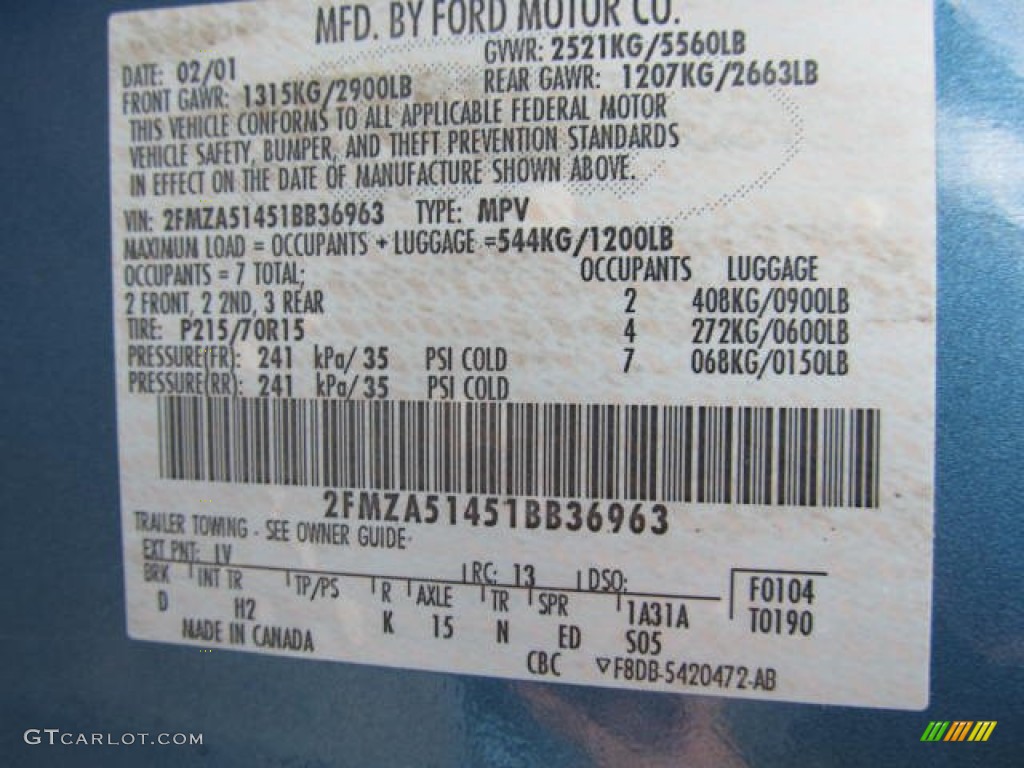 MFD. BY FORD MOTOR CO.
DATE: 02/01 GVWR: 2521KG/5560LB
FRONT GAWR: 1315KG/2900LB REAR GAWR: 1207KG/2663LB
THIS VEHICLE CONFORMS TO ALL APPLICABLE FEDERAL MOTOR
VEHICLE SAFETY, BUMPER, AND THEFT PREVENTION STANDARDS
IN EFFECT ON THE DATE OF MANUFACTURE SHOWN ABOVE.
VIN: 2FMZA51451BB36963 TYPE: MPV
MAXIMUM LOAD = OCCUPANTS + LUGGAGE =544KG/1200LB
OCCUPANTS = 7 TOTAL; OCCUPANTS LUGGAGE
2 FRONT, 2 2ND, 3 REAR 2 408KG/0900LB
TIRE: P215/70R15 4 272KG/0600LB
PRESSURE(FR): 241 kPa/ 35 PSI COLD 7 068KG/0150LB
PRESSURE(RR): 241 kPa/ 35 PSI COLD
2FMZA51451BB36963
TRAILER TOWING - SEE OWNER GUIDE
EXT PNT: LV RC: 13 DSO:
BRK INT TR TP/PS R AXLE TR SPR 1A31A F0104
D H2 K 15 N ED S05 T0190
MADE IN CANADA CBC ▽F8DB-5420472-AB
GTCARLOT.COM